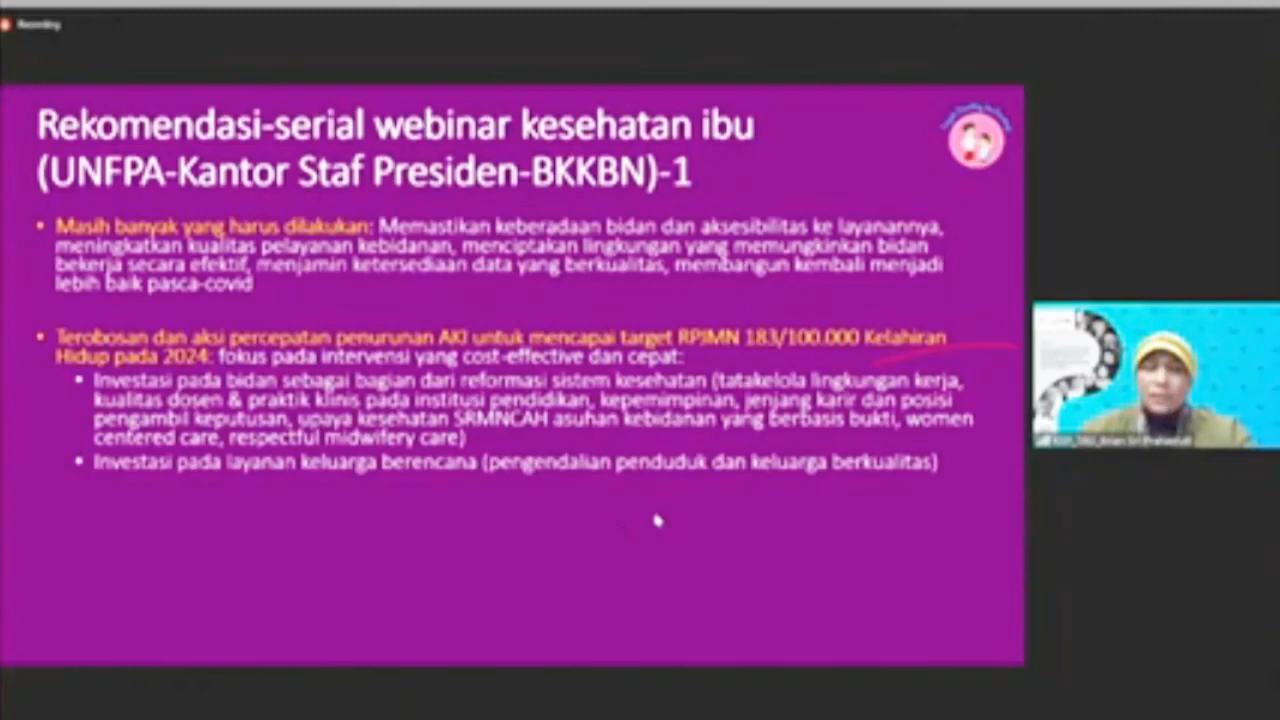 Recording
Rekomendasi-serial webinar kesehatan ibu
(UNFPA-Kantor Staf Presiden-BKKBN)-1
• Masih banyak yang harus dilakukan: Memastikan keberadaan bidan dan aksesibilitas ke layanannya,
meningkatkan kualitas pelayanan kebidanan, menciptakan lingkungan yang memungkinkan bidan
bekerja secara efektif, menjamin ketersediaan data yang berkualitas, membangun kembali menjadi
lebih baik pasca-covid
• Terobosan dan aksi percepatan penurunan AKI untuk mencapai target RPJMN 183/100.000 Kelahiran
Hidup pada 2024: fokus pada intervensi yang cost-effective dan cepat:
• Investasi pada bidan sebagai bagian dari reformasi sistem kesehatan (tatakelola lingkungan kerja,
kualitas dosen & praktik klinis pada institusi pendidikan, kepemimpinan, jenjang karir dan posisi
pengambil keputusan, upaya kesehatan SRMNCAH asuhan kebidanan yang berbasis bukti, women
centered care, respectful midwifery care)
• Investasi pada layanan keluarga berencana (pengendalian penduduk dan keluarga berkualitas)